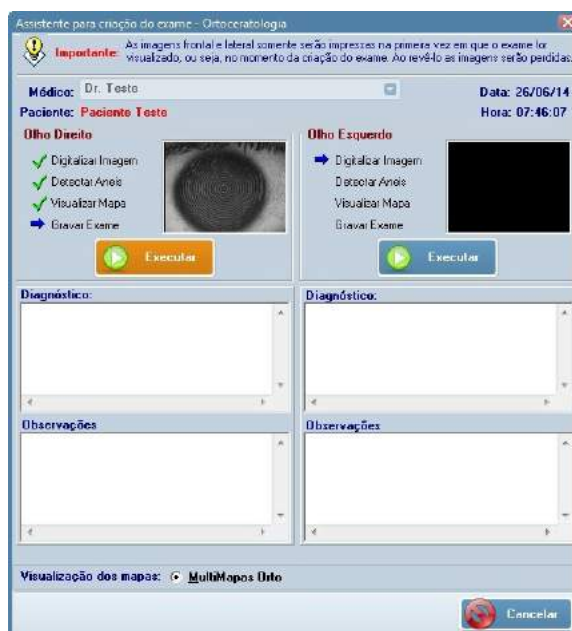 Assistente para criação do exame - Ortoceratologia
Importante: As imagens frontal e lateral somente serão impressas na primeira vez em que o exame for
visualizado, ou seja, no momento da criação do exame. Ao revê-lo as imagens serão perdidas.
Médico: Dr. Teste
Data: 26/06/14
Paciente: Paciente Teste
Hora: 07:46:07
Olho Direito
Digitalizar Imagem
Detectar Aneis
Visualizar Mapa
Gravar Exame
Executar
Olho Esquerdo
Digitalizar Imagem
Detectar Aneis
Visualizar Mapa
Gravar Exame
Executar
Diagnóstico:
Diagnóstico:
Observações
Observações
Visualização dos mapas: MultiMapas Orto
Cancelar